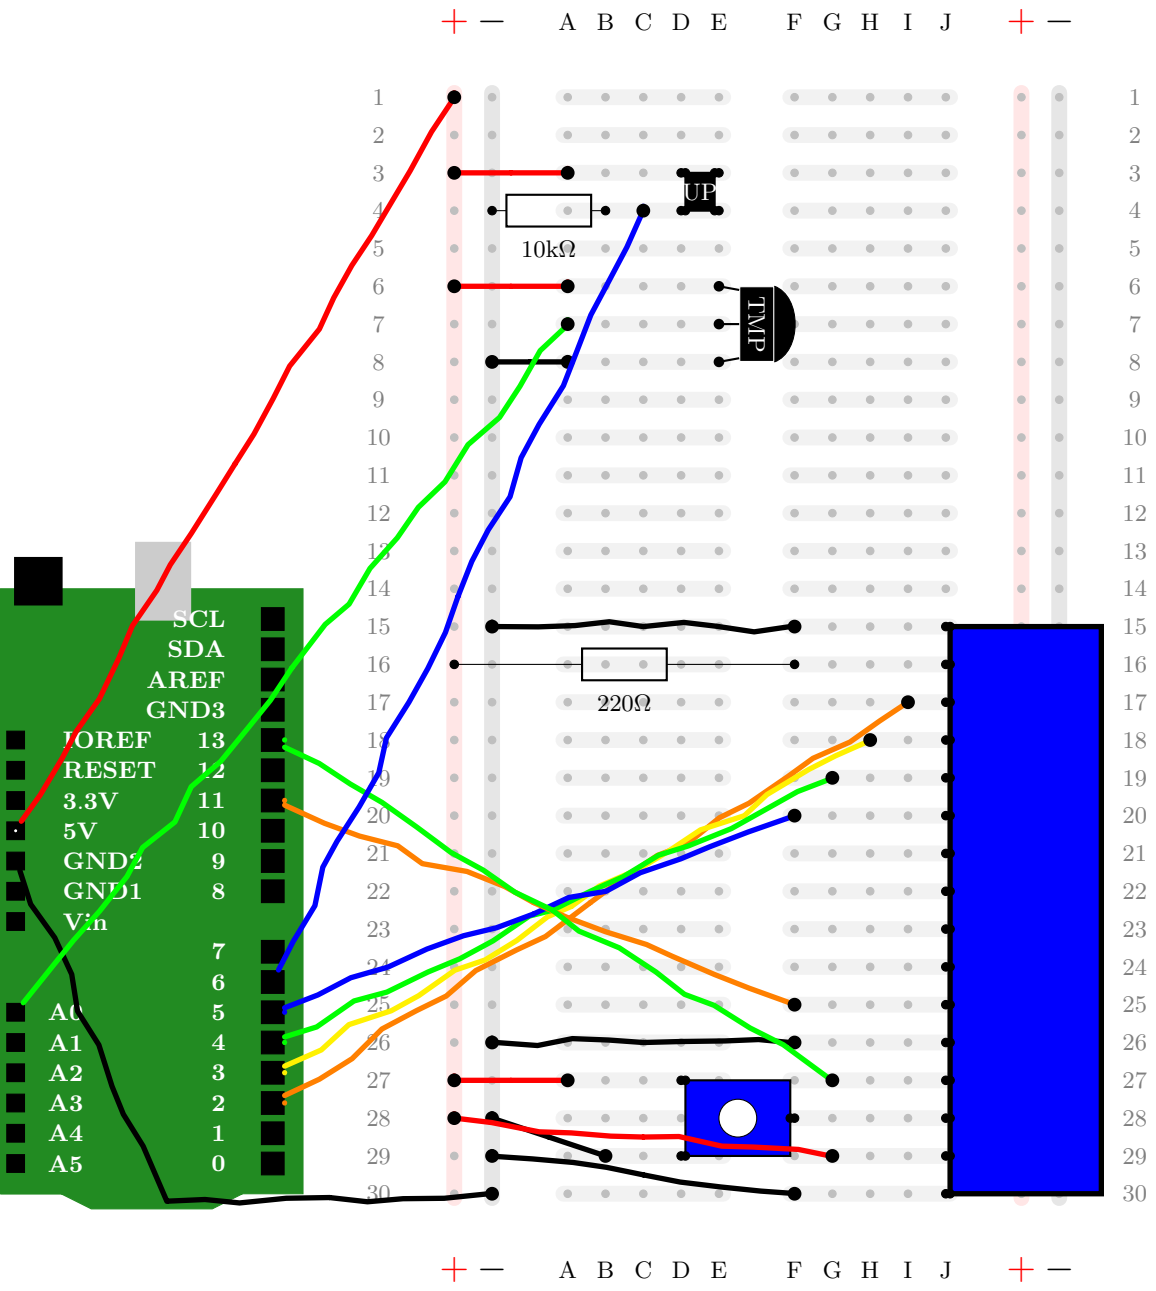 + − A B C D E F G H I J + −
1 1
2 2
3 3
UP
4 4
10kΩ
5 5
6 6
TMP
7 7
8 8
9 9
10 10
11 11
12 12
13 13
14 14
SCL 15 15
SDA
AREF 16 16
GND3 17 220Ω 17
IOREF 13 18 18
RESET 12 19 19
3.3V 11
5V 10 20 20
GND2 9 21 21
GND1 8 22 22
Vin 23 23
7
6 24 24
A0 5 25 25
A1 4 26 26
A2 3 27 27
A3 2
A4 1 28 28
A5 0 29 29
30 30
+ − A B C D E F G H I J + −